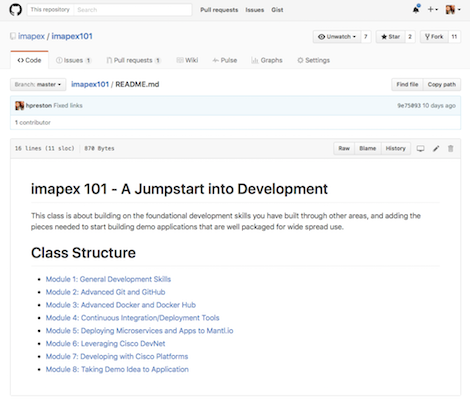 This repository Search Pull requests Issues Gist
imapex / imapex101 Unwatch 7 Star 2 Fork 11
Code Issues 1 Pull requests 1 Wiki Pulse Graphs Settings
Branch: master imapex101 / README.md Find file Copy path
hpreston Fixed links 9e75093 10 days ago
1 contributor
16 lines (11 sloc) 870 Bytes Raw Blame History
imapex 101 - A Jumpstart into Development
This class is about building on the foundational development skills you have built through other areas, and adding the
pieces needed to start building demo applications that are well packaged for wide spread use.
Class Structure
Module 1: General Development Skills
Module 2: Advanced Git and GitHub
Module 3: Advanced Docker and Docker Hub
Module 4: Continuous Integration/Deployment Tools
Module 5: Deploying Microservices and Apps to Mantl.io
Module 6: Leveraging Cisco DevNet
Module 7: Developing with Cisco Platforms
Module 8: Taking Demo Idea to Application